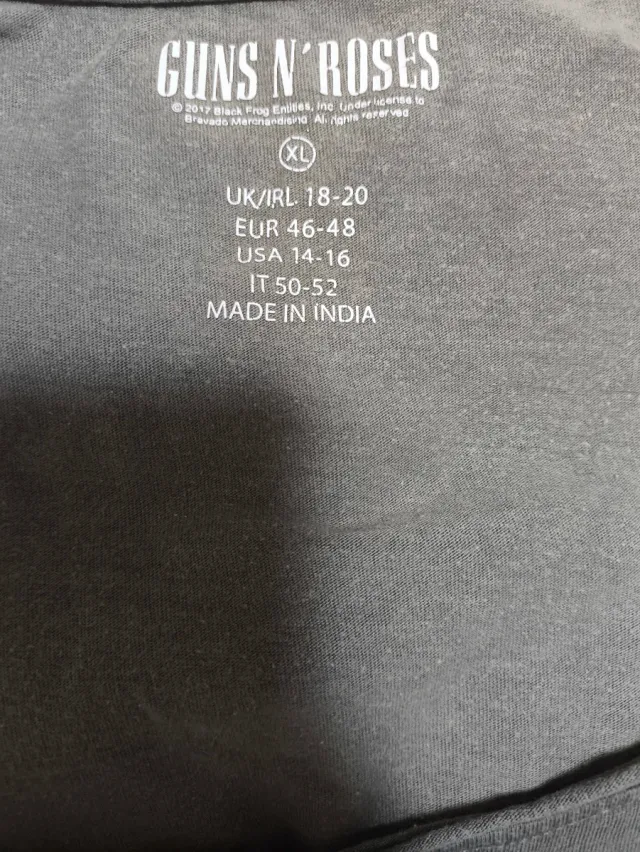 GUNS N' ROSES
© 2017 Black Frog Entities, Inc. Under license to
Bravado Merchandising All rights reserved
XL
UK/IRL 18-20
EUR 46-48
USA 14-16
IT 50-52
MADE IN INDIA